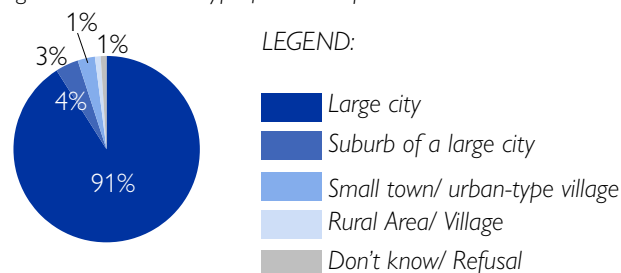 1%
3%
1%
4%
91%
LEGEND:
Large city
Suburb of a large city
Small town/ urban-type village
Rural Area/ Village
Don't know/ Refusal